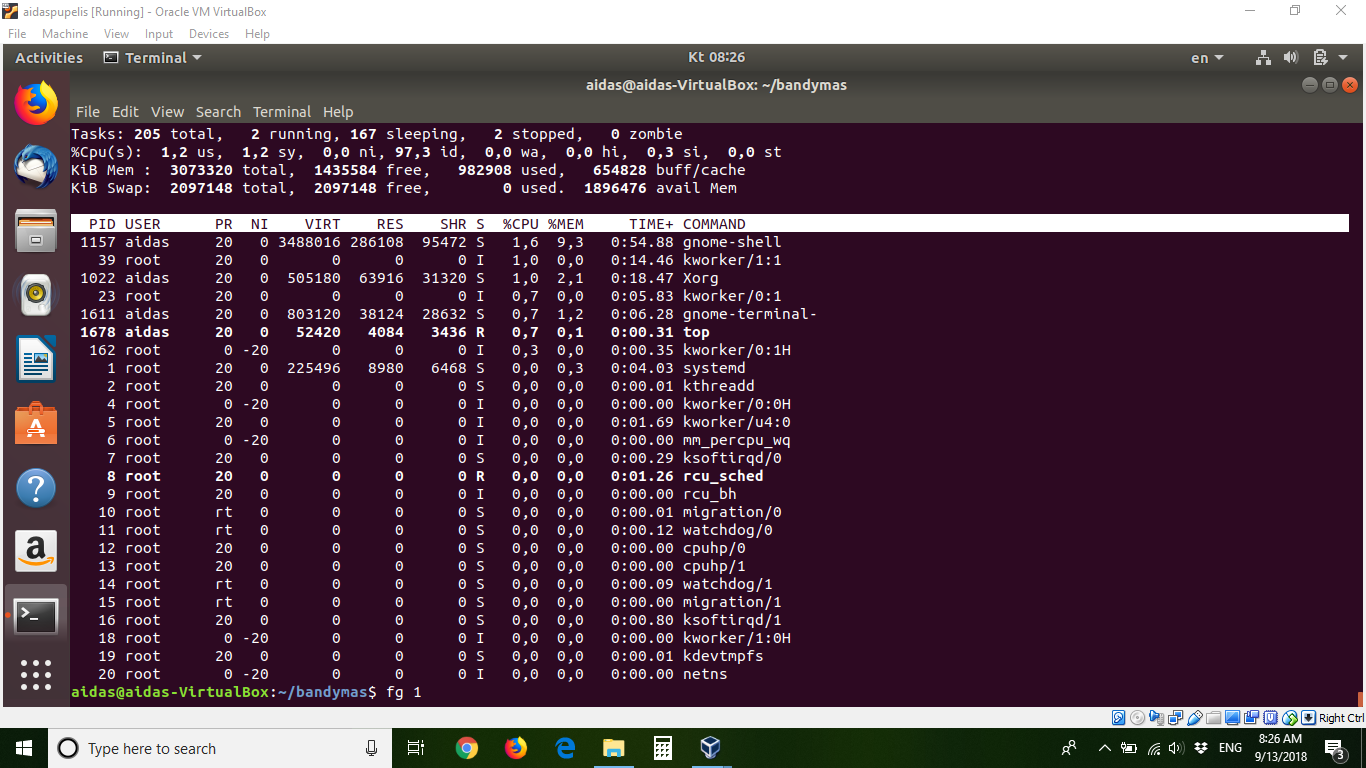 aidaspupelis [Running] - Oracle VM VirtualBox
File Machine View Input Devices Help
Activities Terminal Kt 08:26 en
aidas@aidas-VirtualBox: ~/bandymas
File Edit View Search Terminal Help
Tasks: 205 total, 2 running, 167 sleeping, 2 stopped, 0 zombie
%Cpu(s): 1,2 us, 1,2 sy, 0,0 ni, 97,3 id, 0,0 wa, 0,0 hi, 0,3 si, 0,0 st
KiB Mem : 3073320 total, 1435584 free, 982908 used, 654828 buff/cache
KiB Swap: 2097148 total, 2097148 free, 0 used. 1896476 avail Mem
PID USER PR NI VIRT RES SHR S %CPU %MEM TIME+ COMMAND
1157 aidas 20 0 3488016 286108 95472 S 1,6 9,3 0:54.88 gnome-shell
39 root 20 0 0 0 0 I 1,0 0,0 0:14.46 kworker/1:1
1022 aidas 20 0 505180 63916 31320 S 1,0 2,1 0:18.47 Xorg
23 root 20 0 0 0 0 I 0,7 0,0 0:05.83 kworker/0:1
1611 aidas 20 0 803120 38124 28632 S 0,7 1,2 0:06.28 gnome-terminal-
1678 aidas 20 0 52420 4084 3436 R 0,7 0,1 0:00.31 top
162 root 0 -20 0 0 0 I 0,3 0,0 0:00.35 kworker/0:1H
1 root 20 0 225496 8980 6468 S 0,0 0,3 0:04.03 systemd
2 root 20 0 0 0 0 S 0,0 0,0 0:00.01 kthreadd
4 root 0 -20 0 0 0 I 0,0 0,0 0:00.00 kworker/0:0H
5 root 20 0 0 0 0 I 0,0 0,0 0:01.69 kworker/u4:0
6 root 0 -20 0 0 0 I 0,0 0,0 0:00.00 mm_percpu_wq
7 root 20 0 0 0 0 S 0,0 0,0 0:00.29 ksoftirqd/0
8 root 20 0 0 0 0 R 0,0 0,0 0:01.26 rcu_sched
9 root 20 0 0 0 0 I 0,0 0,0 0:00.00 rcu_bh
10 root rt 0 0 0 0 S 0,0 0,0 0:00.01 migration/0
11 root rt 0 0 0 0 S 0,0 0,0 0:00.12 watchdog/0
12 root 20 0 0 0 0 S 0,0 0,0 0:00.00 cpuhp/0
13 root 20 0 0 0 0 S 0,0 0,0 0:00.00 cpuhp/1
14 root rt 0 0 0 0 S 0,0 0,0 0:00.09 watchdog/1
15 root rt 0 0 0 0 S 0,0 0,0 0:00.00 migration/1
16 root 20 0 0 0 0 S 0,0 0,0 0:00.80 ksoftirqd/1
18 root 0 -20 0 0 0 I 0,0 0,0 0:00.00 kworker/1:0H
19 root 20 0 0 0 0 S 0,0 0,0 0:00.01 kdevtmpfs
20 root 0 -20 0 0 0 I 0,0 0,0 0:00.00 netns
aidas@aidas-VirtualBox:~/bandymas$ fg 1
Right Ctrl
Type here to search
ENG
8:26 AM
9/13/2018
3